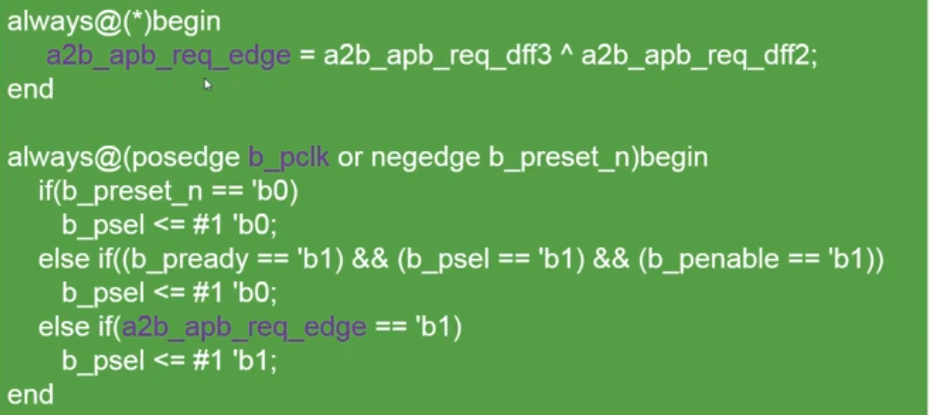 always@(*)begin
a2b_apb_req_edge = a2b_apb_req_dff3 ^ a2b_apb_req_dff2;
end
always@(posedge b_pclk or negedge b_preset_n)begin
if(b_preset_n == 'b0)
b_psel <= #1 'b0;
else if((b_pready == 'b1) && (b_psel == 'b1) && (b_penable == 'b1))
b_psel <= #1 'b0;
else if(a2b_apb_req_edge == 'b1)
b_psel <= #1 'b1;
end